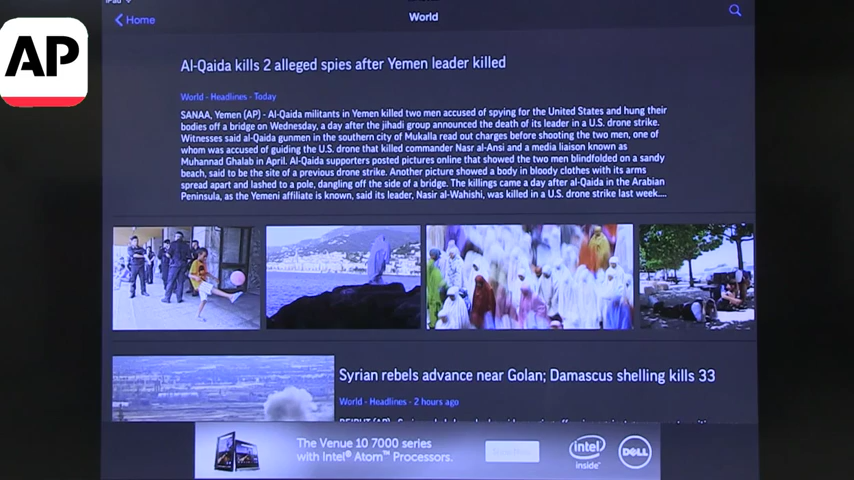 iPad
Home
World
AP
Al-Qaida kills 2 alleged spies after Yemen leader killed
World - Headlines - Today
SANAA, Yemen (AP) - Al-Qaida militants in Yemen killed two men accused of spying for the United States and hung their
bodies off a bridge on Wednesday, a day after the jihadi group announced the death of its leader in a U.S. drone strike.
Witnesses said al-Qaida gunmen in the southern city of Mukalla read out charges before shooting the two men, one of
whom was accused of guiding the U.S. drone that killed commander Nasr al-Ansi and a media liaison known as
Muhannad Ghalab in April. Al-Qaida supporters posted pictures online that showed the two men blindfolded on a sandy
beach, said to be the site of a previous drone strike. Another picture showed a body in bloody clothes with its arms
spread apart and lashed to a pole, dangling off the side of a bridge. The killings came a day after al-Qaida in the Arabian
Peninsula, as the Yemeni affiliate is known, said its leader, Nasir al-Wahishi, was killed in a U.S. drone strike last week....
Syrian rebels advance near Golan; Damascus shelling kills 33
World - Headlines - 2 hours ago
The Venue 10 7000 series
with Intel® Atom™ Processors.
intel
inside™
DELL